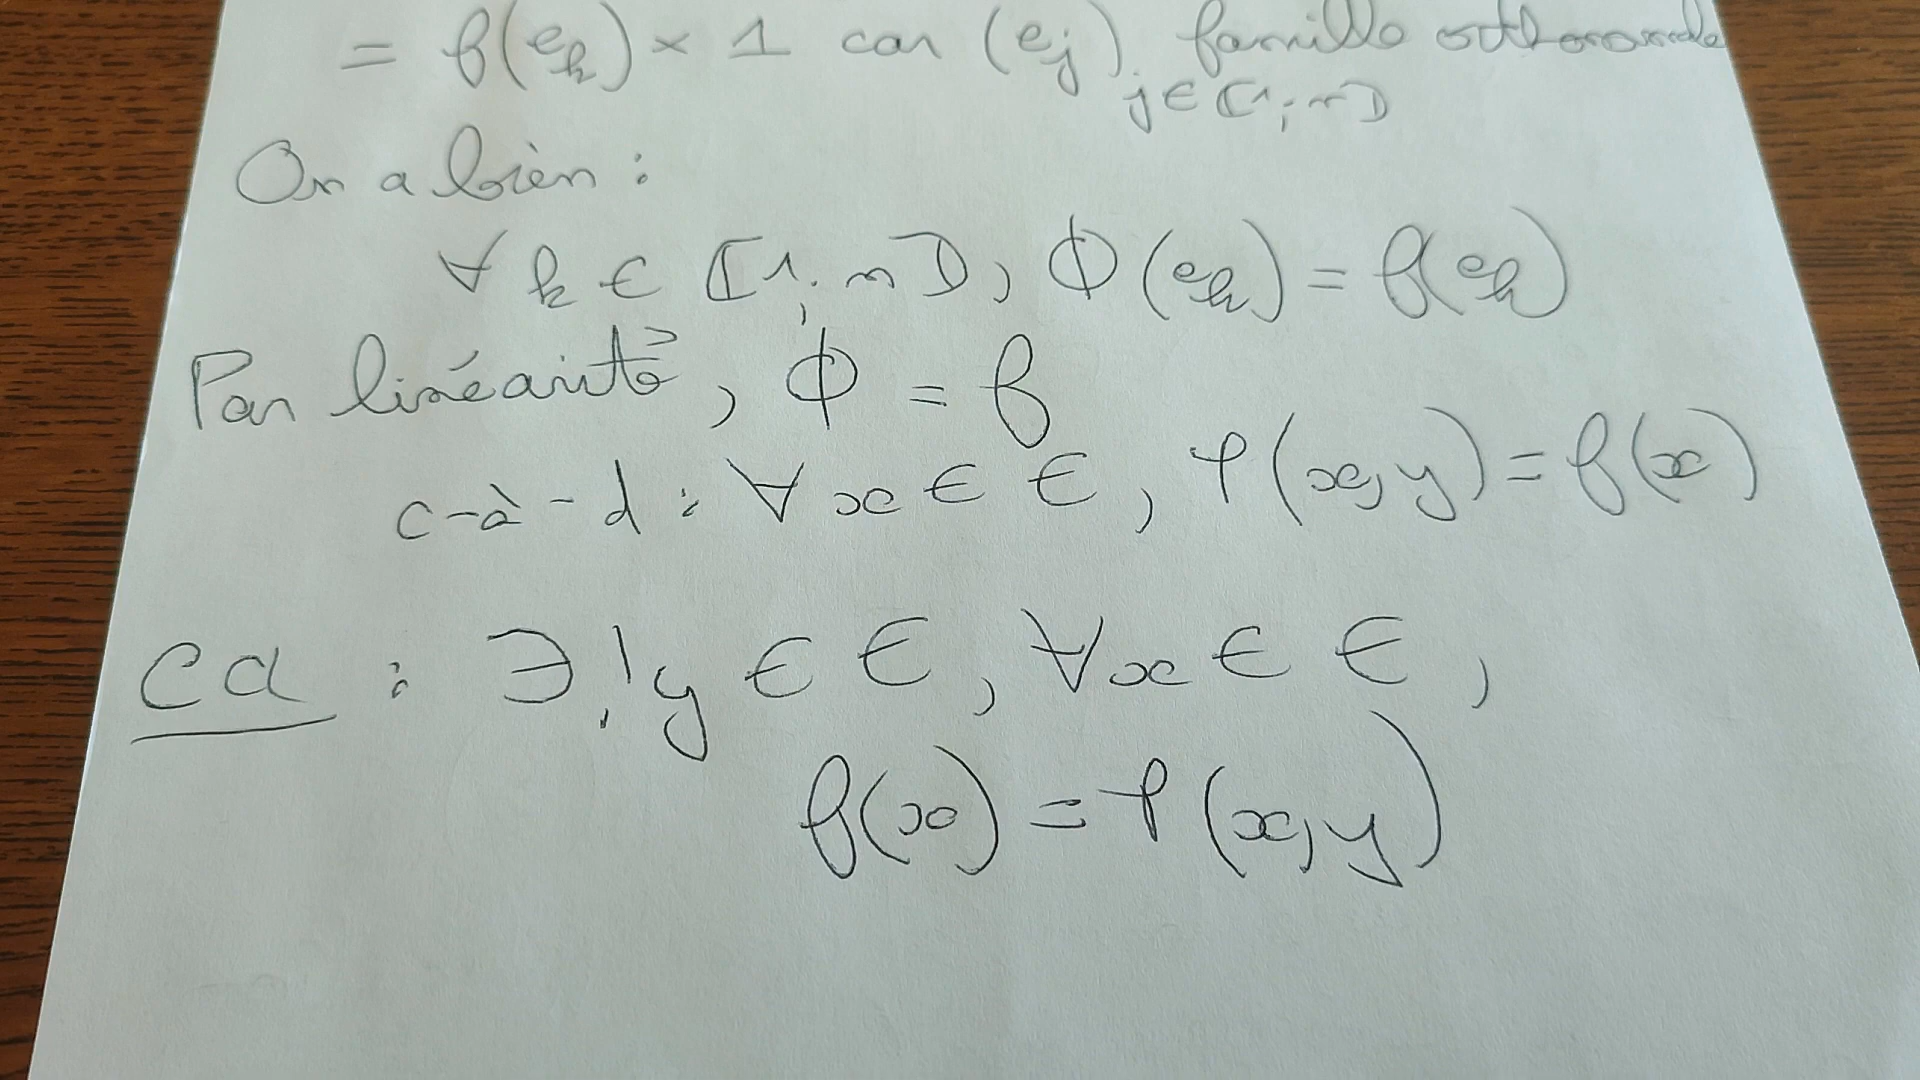 = f(e_k) × 1 car (e_j)_{j∈⟦1;n⟧} famille orthonormale
On a bien :
∀ k ∈ ⟦1;n⟧, Φ(e_k) = f(e_k)
Par linéarité, Φ = f
c-à-d : ∀ x ∈ E, φ(x,y) = f(x)
Ccl : ∃! y ∈ E, ∀x ∈ E,
f(x) = φ(x,y)